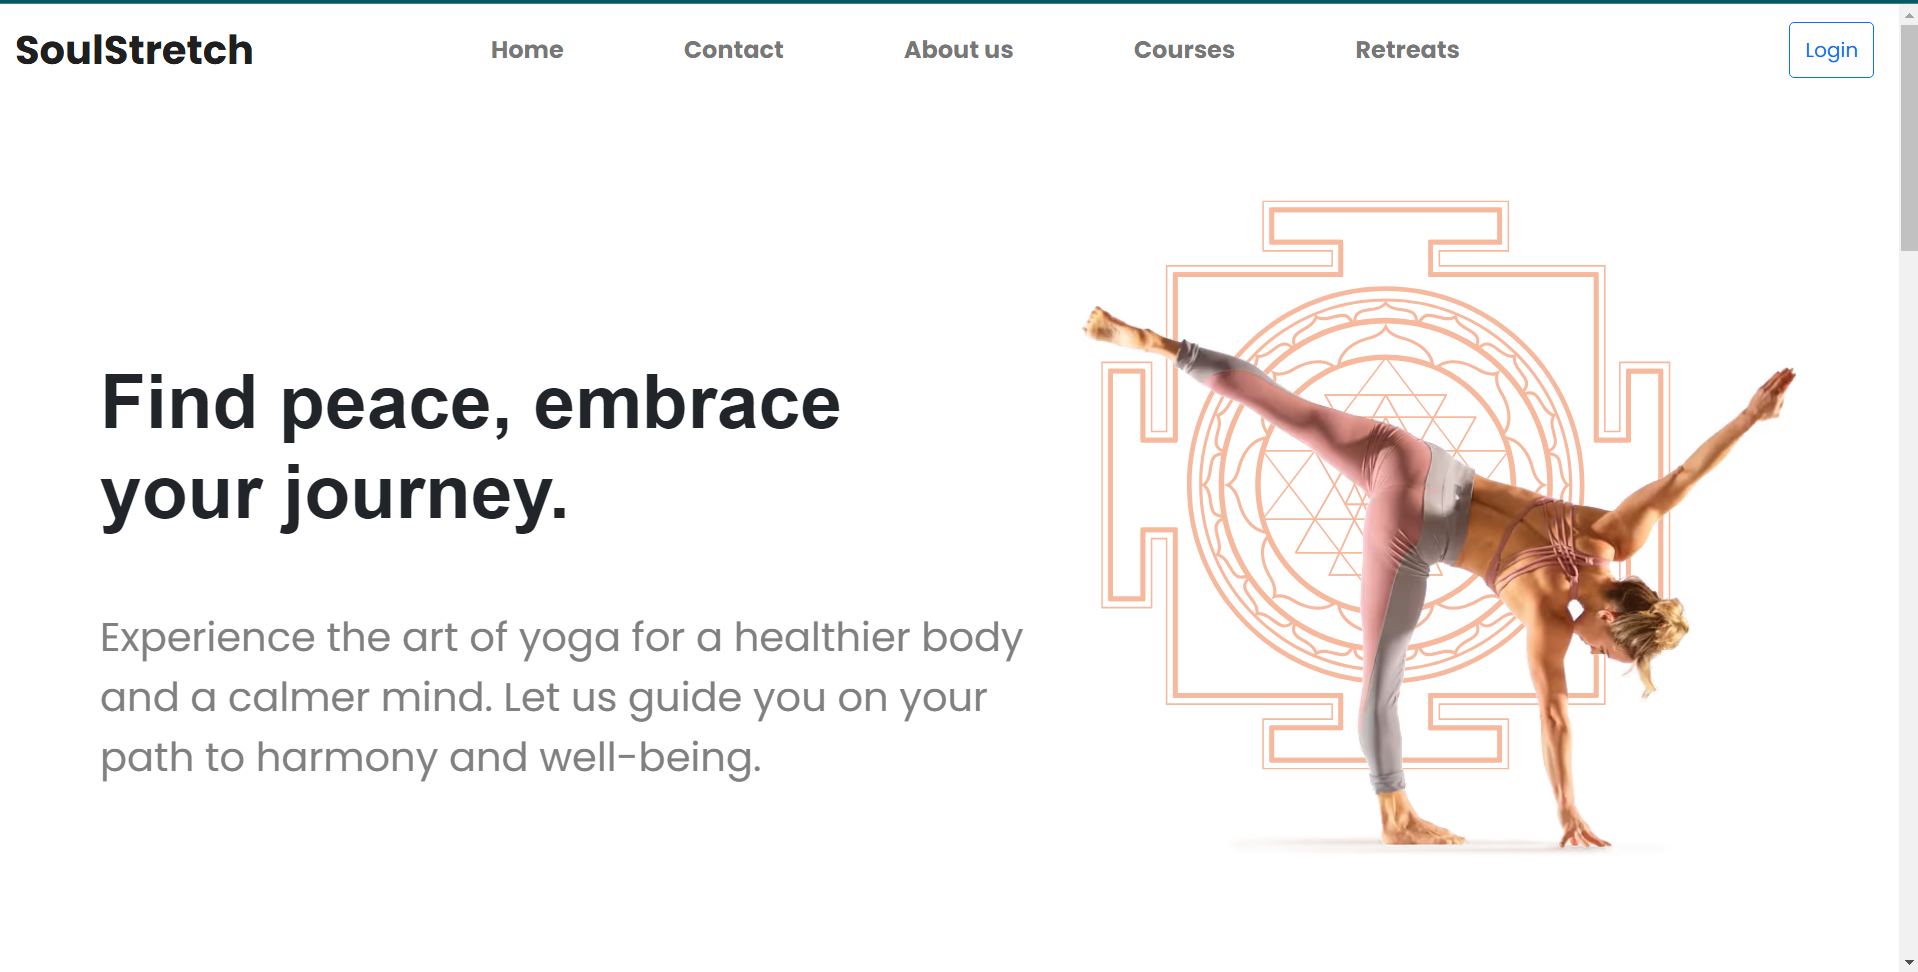 SoulStretch
Home
Contact
About us
Courses
Retreats
Login
Find peace, embrace
your journey.
Experience the art of yoga for a healthier body
and a calmer mind. Let us guide you on your
path to harmony and well-being.